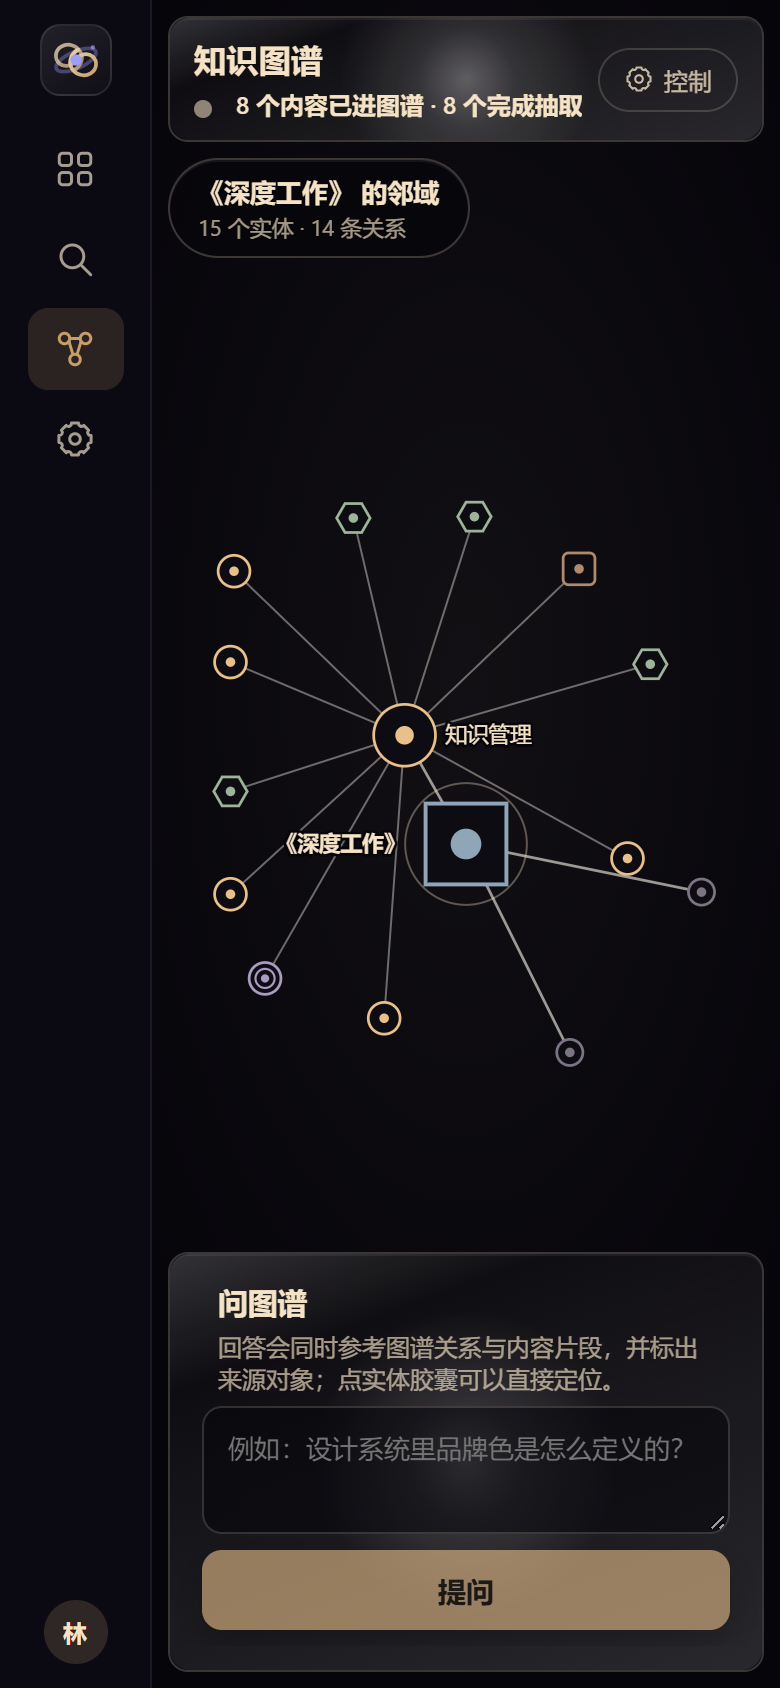 知识图谱
8 个内容已进图谱 · 8 个完成抽取
控制
《深度工作》 的邻域
15 个实体 · 14 条关系
知识管理
《深度工作》
问图谱
回答会同时参考图谱关系与内容片段，并标出
来源对象；点实体胶囊可以直接定位。
例如：设计系统里品牌色是怎么定义的？
提问
林